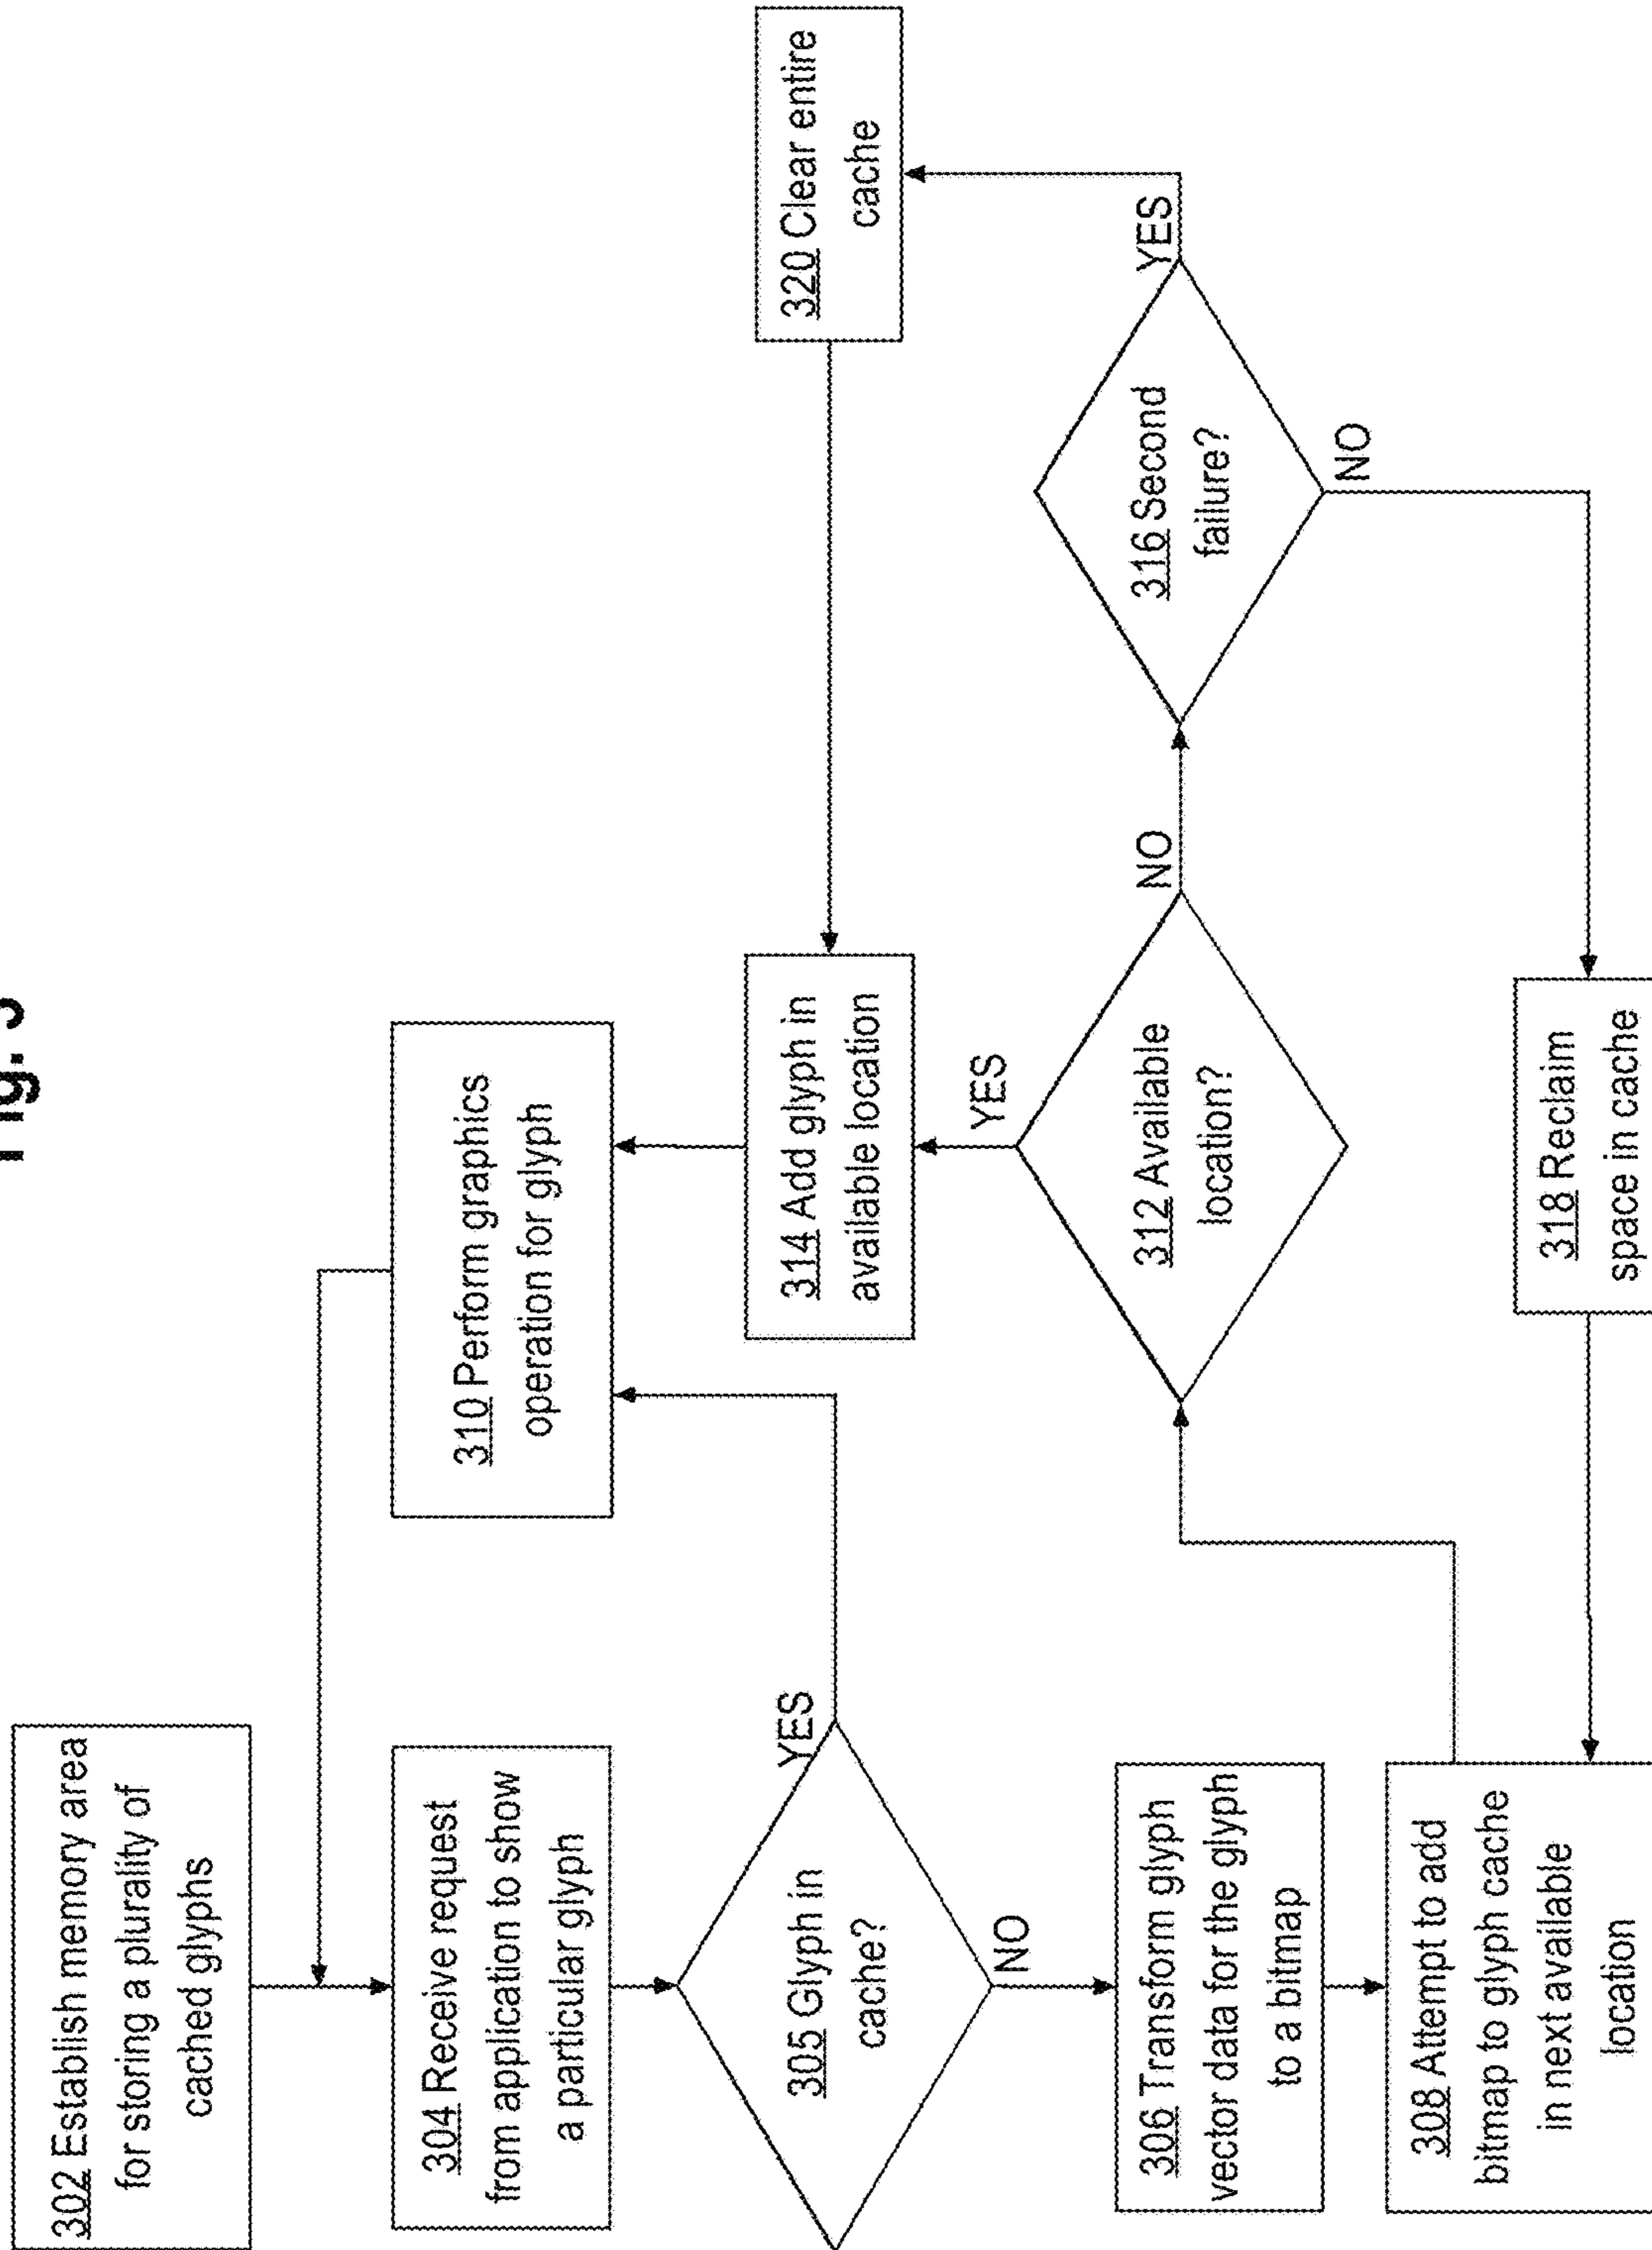 Fig. 3
302 Establish memory area
for storing a plurality of
cached glyphs
304 Receive request
from application to show
a particular glyph
305 Glyph in
cache?
YES
NO
306 Transform glyph
vector data for the glyph
to a bitmap
308 Attempt to add
bitmap to glyph cache
in next available
location
310 Perform graphics
operation for glyph
314 Add glyph in
available location
YES
312 Available
location?
NO
316 Second
failure?
YES
NO
318 Reclaim
space in cache
320 Clear entire
cache